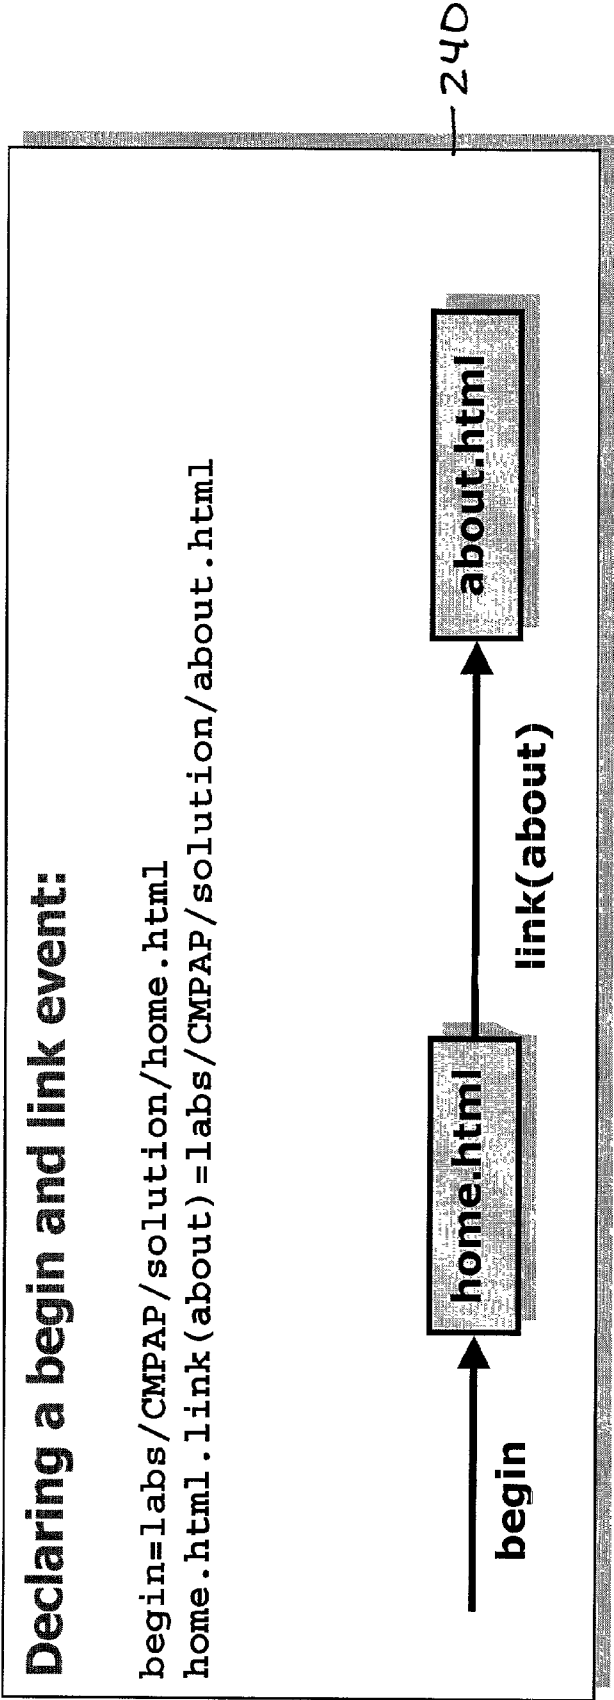 Declaring a begin and link event:
begin=labs/CMPAP/solution/home.html
home.html.link(about)=labs/CMPAP/solution/about.html
begin
home.html
link(about)
about.html
240